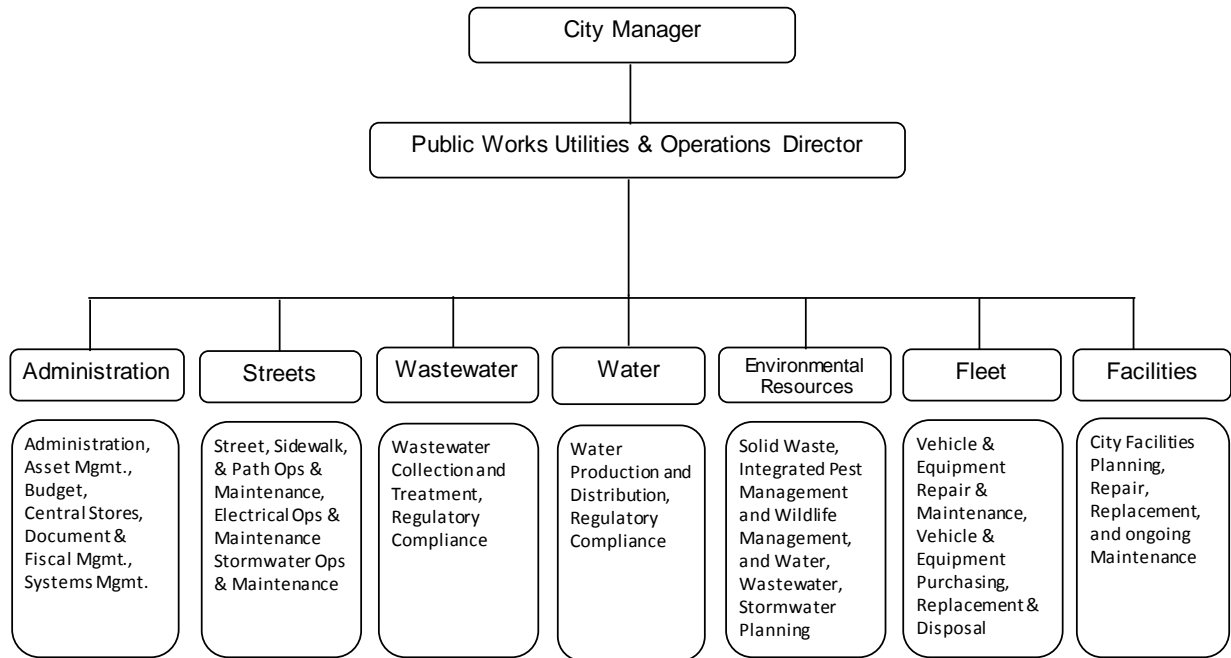 City Manager
Public Works Utilities & Operations Director
Administration
Streets
Wastewater
Water
Environmental
Resources
Fleet
Facilities
Administration,
Asset Mgmt.,
Budget,
Central Stores,
Document &
Fiscal Mgmt.,
Systems Mgmt.
Street, Sidewalk,
& Path Ops &
Maintenance,
Electrical Ops &
Maintenance
Stormwater Ops
& Maintenance
Wastewater
Collection and
Treatment,
Regulatory
Compliance
Water
Production and
Distribution,
Regulatory
Compliance
Solid Waste,
Integrated Pest
Management
and Wildlife
Management,
and Water,
Wastewater,
Stormwater
Planning
Vehicle &
Equipment
Repair &
Maintenance,
Vehicle &
Equipment
Purchasing,
Replacement &
Disposal
City Facilities
Planning,
Repair,
Replacement,
and ongoing
Maintenance